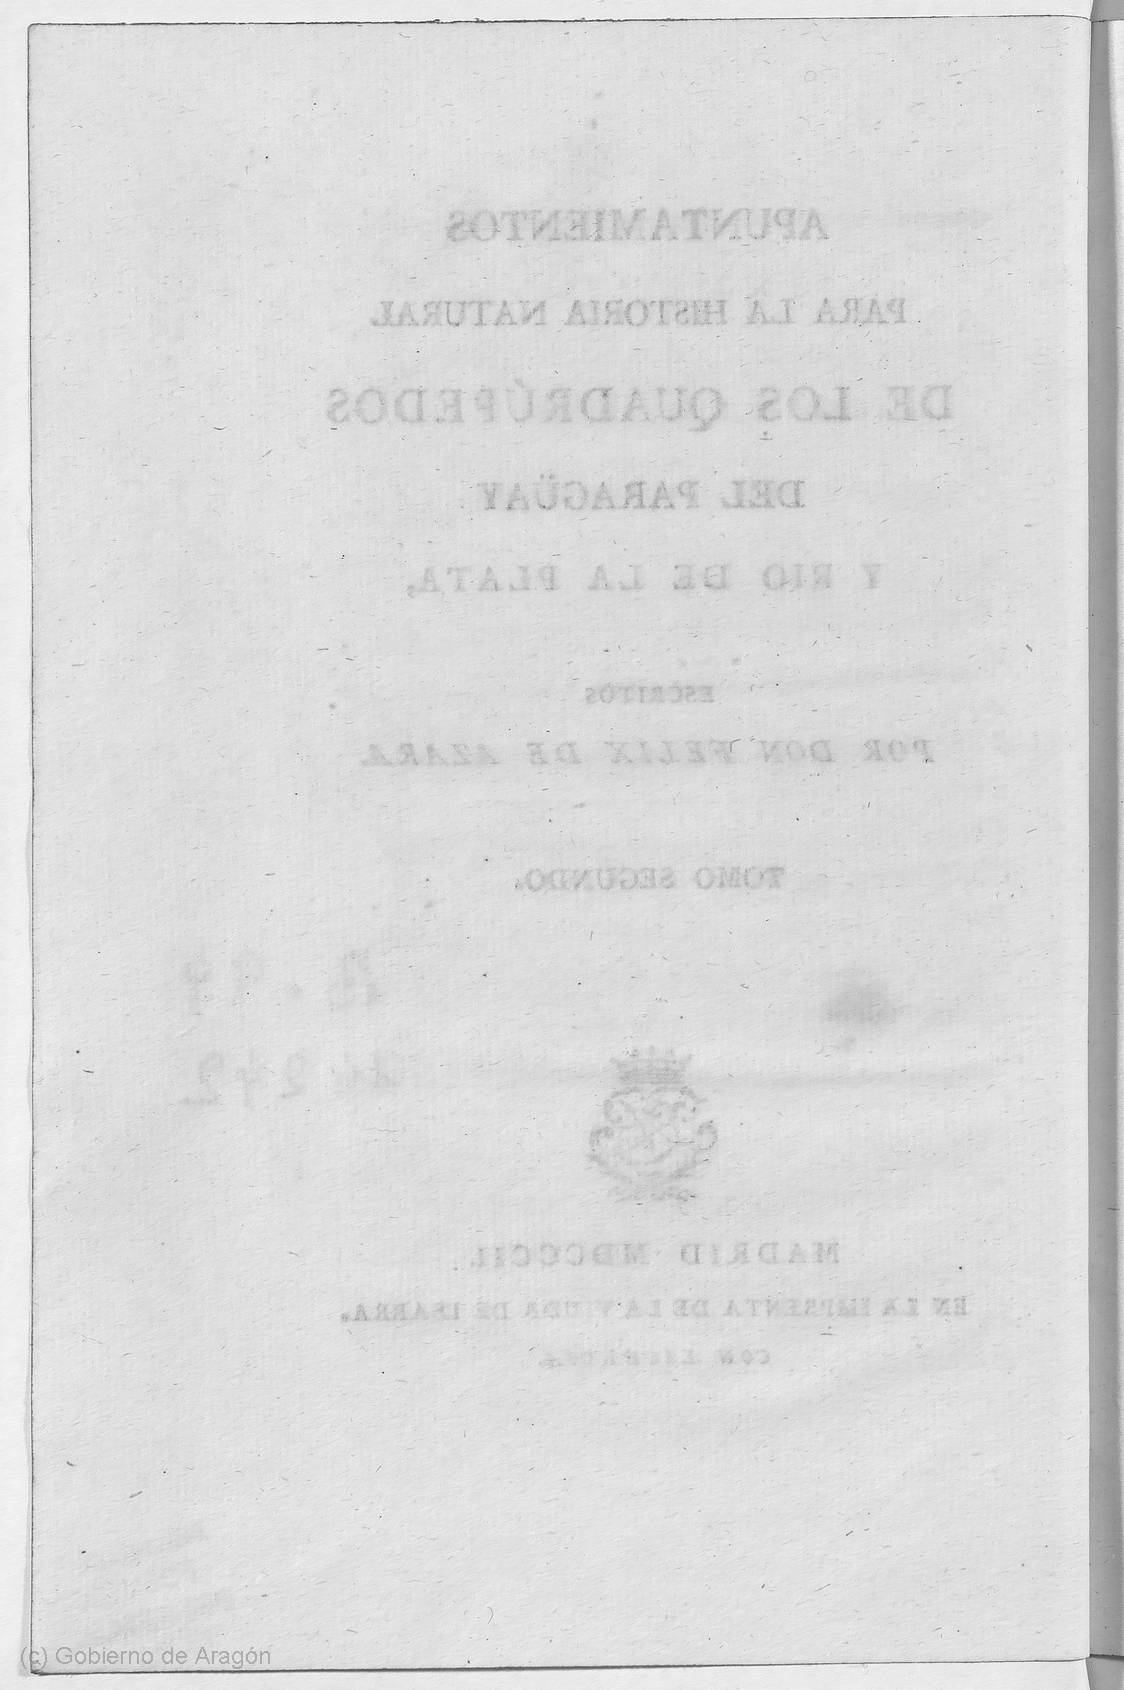 APUNTAMIENTOS
PARA LA HISTORIA NATURAL
DE LOS QUADRÚPEDOS
DEL PARAGÜAY
Y RIO DE LA PLATA,
ESCRITOS
POR DON FELIX DE AZARA.
TOMO SEGUNDO.
MADRID MDCCCII.
EN LA IMPRENTA DE LA VIUDA DE IBARRA.
CON LICENCIA.
(c) Gobierno de Aragón